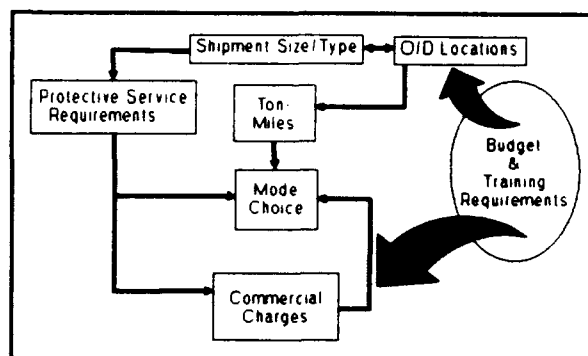 Shipment Size/Type
O/D Locations
Protective Service
Requirements
Ton-
Miles
Budget
&
Training
Requirements
Mode
Choice
Commercial
Charges